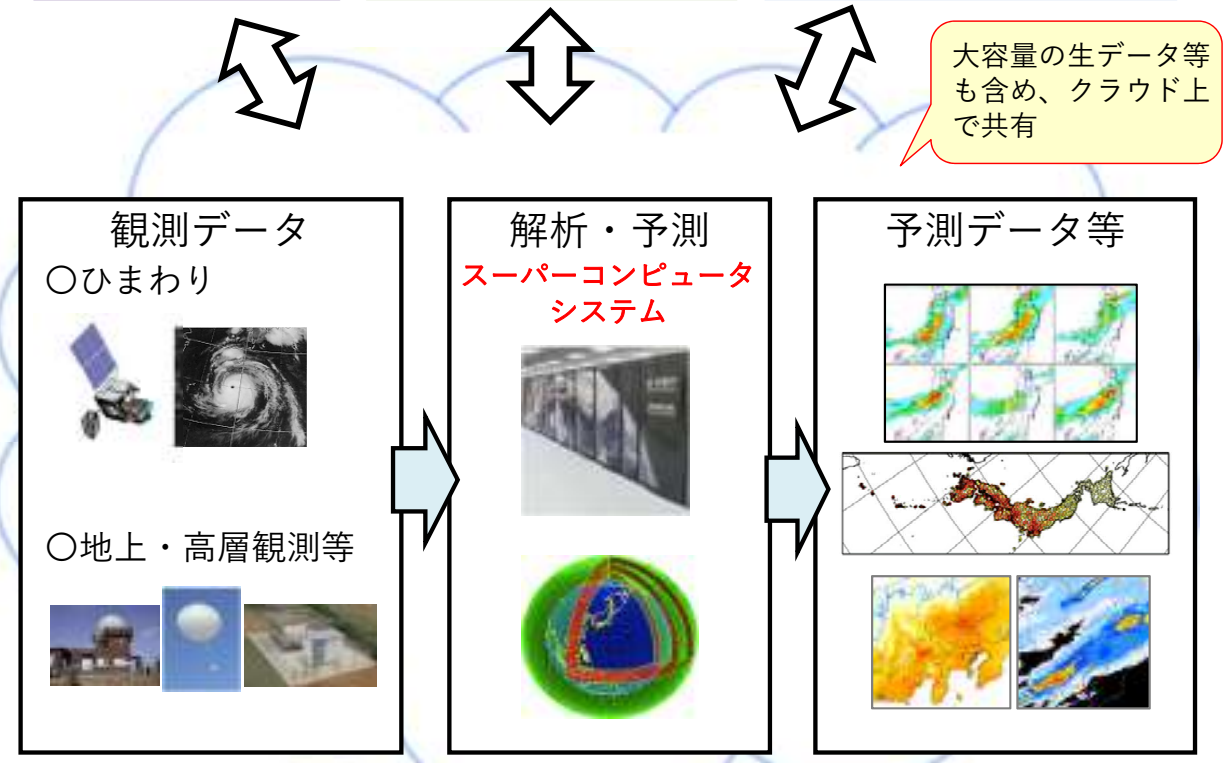 大容量の生データ等
も含め、クラウド上
で共有
観測データ
〇ひまわり
〇地上・高層観測等
解析・予測
スーパーコンピュータ
システム
予測データ等